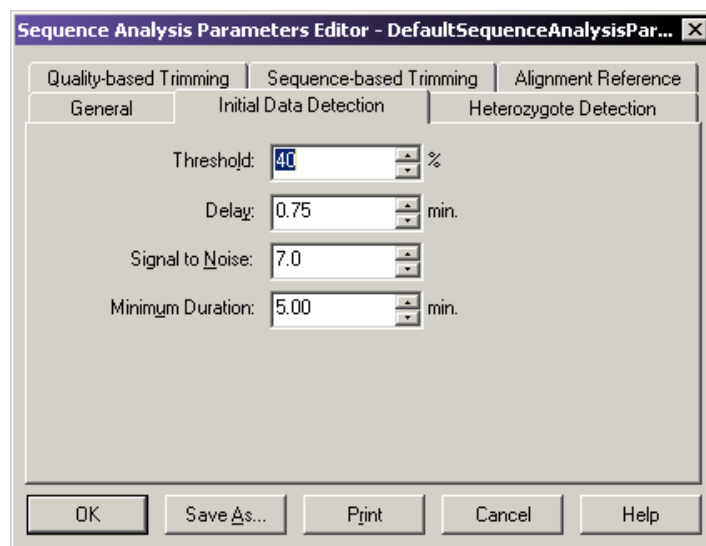 Sequence Analysis Parameters Editor - DefaultSequenceAnalysisPar...
Quality-based Trimming Sequence-based Trimming Alignment Reference
General Initial Data Detection Heterozygote Detection
Threshold: 40 %
Delay: 0.75 min.
Signal to Noise: 7.0
Minimum Duration: 5.00 min.
OK Save As... Print Cancel Help